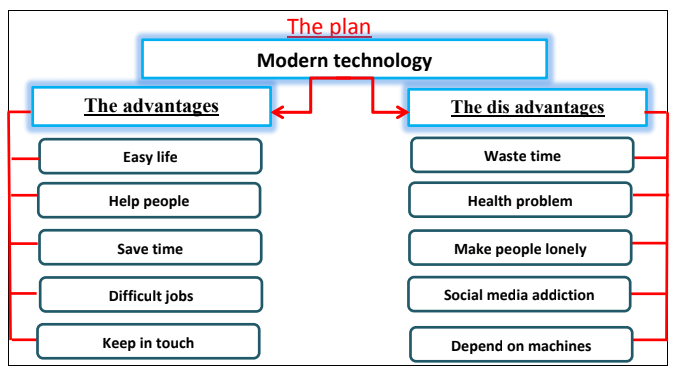 The plan
Modern technology
The advantages
Easy life
Help people
Save time
Difficult jobs
Keep in touch
The dis advantages
Waste time
Health problem
Make people lonely
Social media addiction
Depend on machines